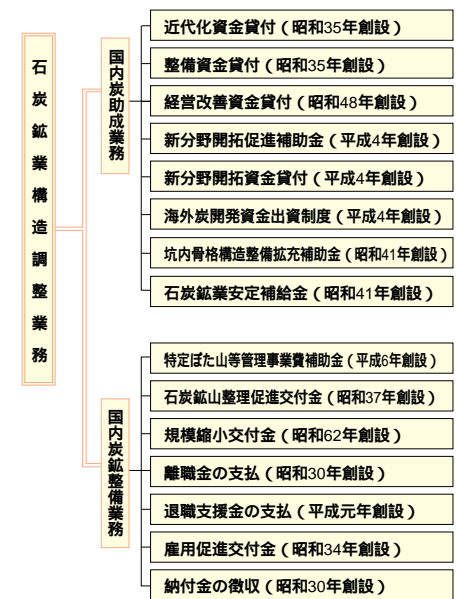 石炭鉱業構造調整業務
国内炭助成業務
近代化資金貸付（昭和35年創設）
整備資金貸付（昭和35年創設）
経営改善資金貸付（昭和48年創設）
新分野開拓促進補助金（平成4年創設）
新分野開拓資金貸付（平成4年創設）
海外炭開発資金出資制度（平成4年創設）
坑内骨格構造整備拡充補助金（昭和41年創設）
石炭鉱業安定補給金（昭和41年創設）
国内炭鉱整備業務
特定ぼた山等管理事業費補助金（平成6年創設）
石炭鉱山整理促進交付金（昭和37年創設）
規模縮小交付金（昭和62年創設）
離職金の支払（昭和30年創設）
退職支援金の支払（平成元年創設）
雇用促進交付金（昭和34年創設）
納付金の徴収（昭和30年創設）